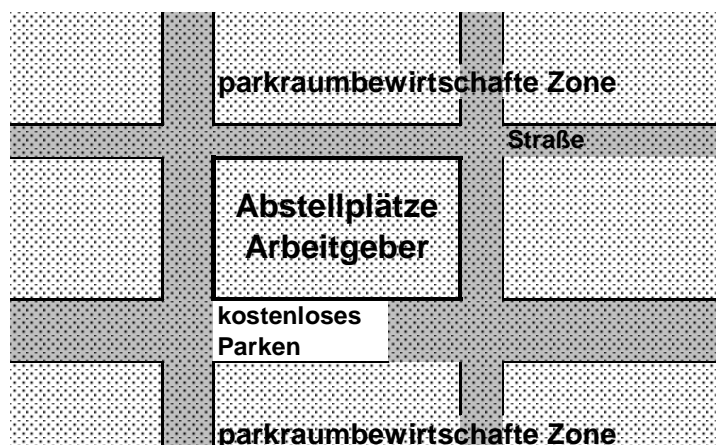 parkraumbewirtschafte Zone
Straße
Abstellplätze
Arbeitgeber
kostenloses
Parken
parkraumbewirtschafte Zone